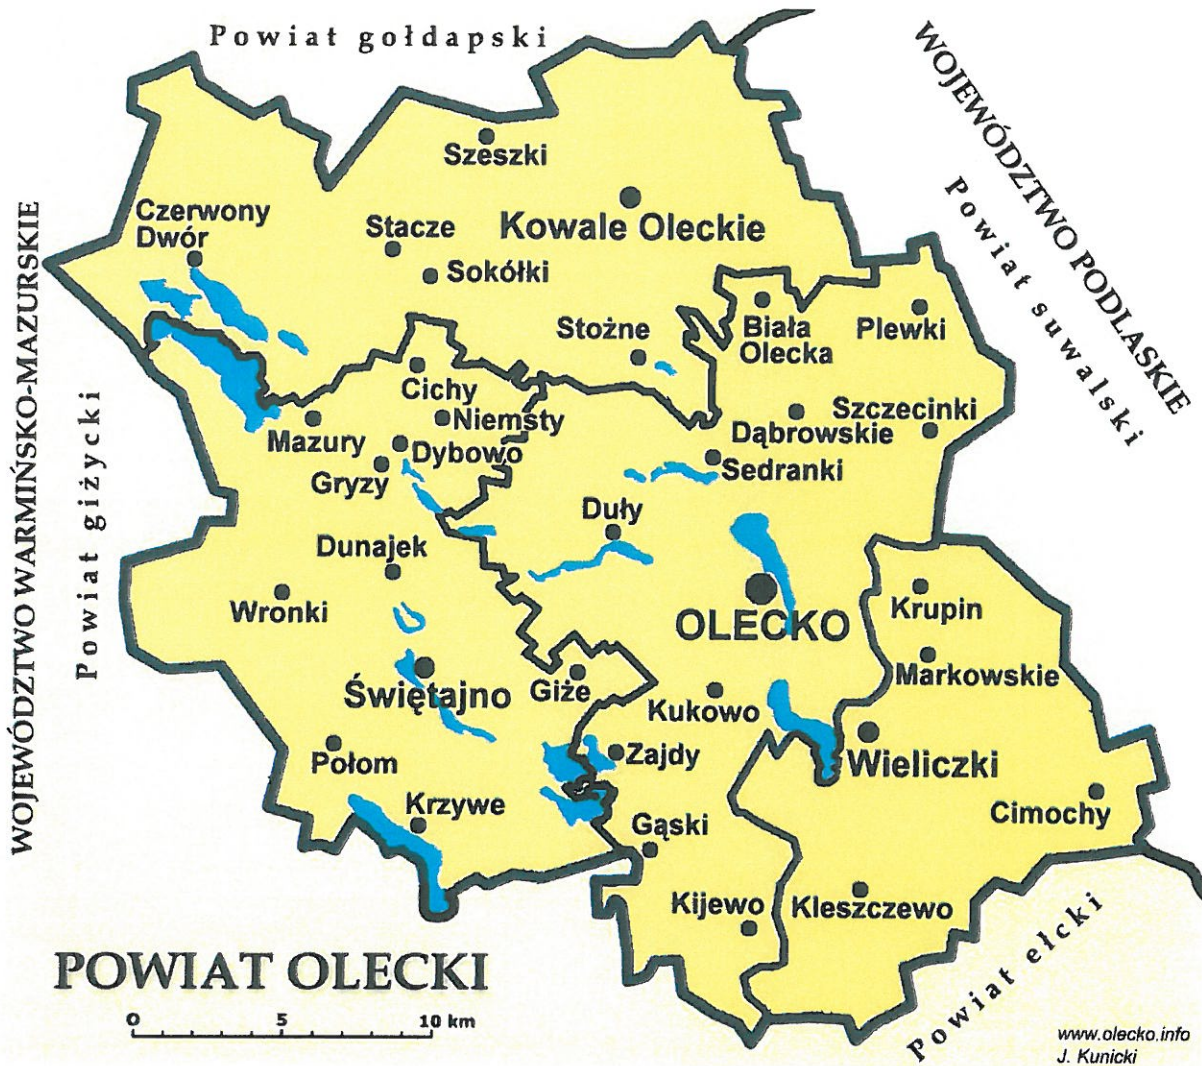 Powiat gołdapski
WOJEWÓDZTWO PODLASKIE
Powiat suwalski
WOJEWÓDZTWO WARMIŃSKO-MAZURSKIE
Powiat giżycki
Szeszki
Kowale Oleckie
Czerwony
Dwór
Stacze
Sokółki
Stożne
Biała
Olecka
Plewki
Cichy
Niemsty
Mazury
Dybowo
Gryzy
Szczecinki
Dąbrowskie
Sedranki
Duły
Dunajek
Wronki
OLECKO
Krupin
Markowskie
Świętajno
Giże
Kukowo
Zajdy
Wieliczki
Połom
Krzywe
Gąski
Cimochy
Kijewo
Kleszczewo
Powiat ełcki
POWIAT OLECKI
0 5 10 km
www.olecko.info
J. Kunicki